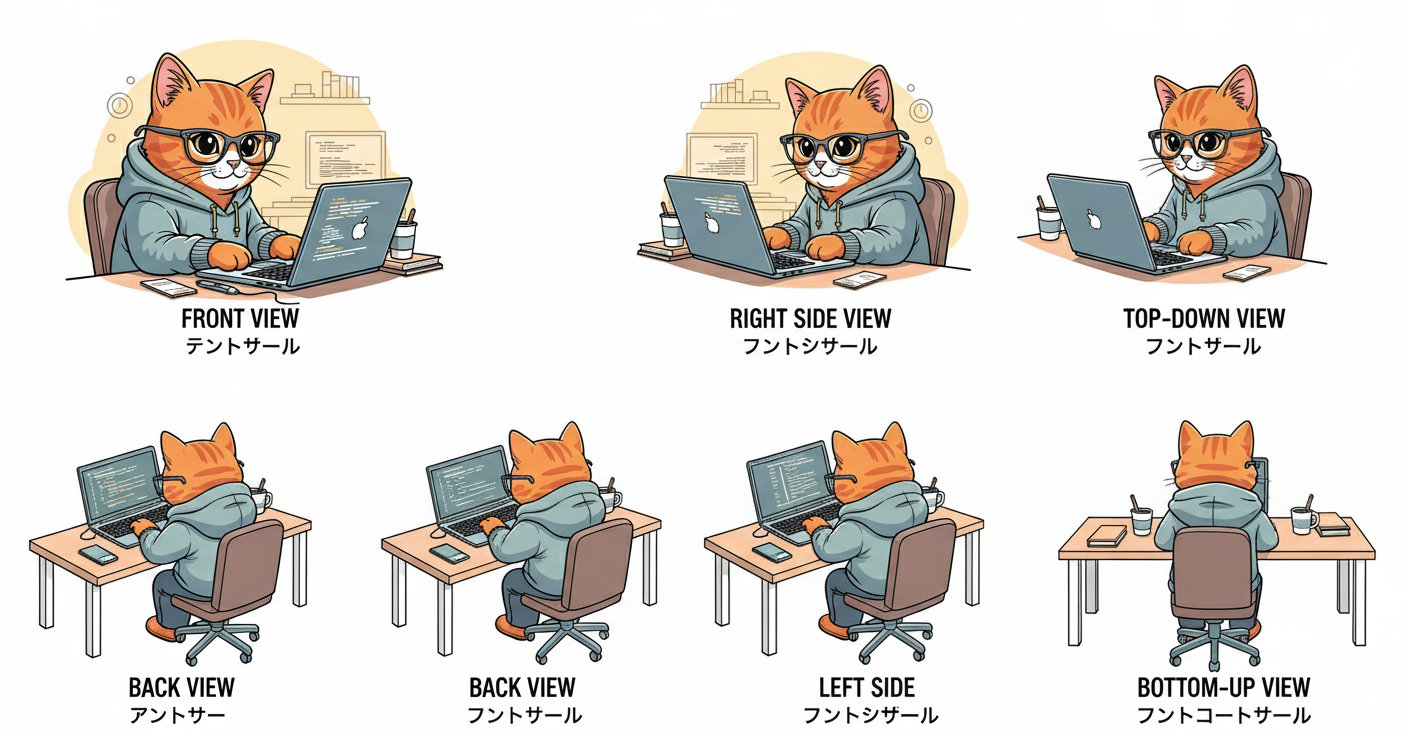 FRONT VIEW
テントサール
RIGHT SIDE VIEW
フントシサール
TOP-DOWN VIEW
フントサール
BACK VIEW
アントサー
BACK VIEW
フントサール
LEFT SIDE
フントシザール
BOTTOM-UP VIEW
フントコートサール